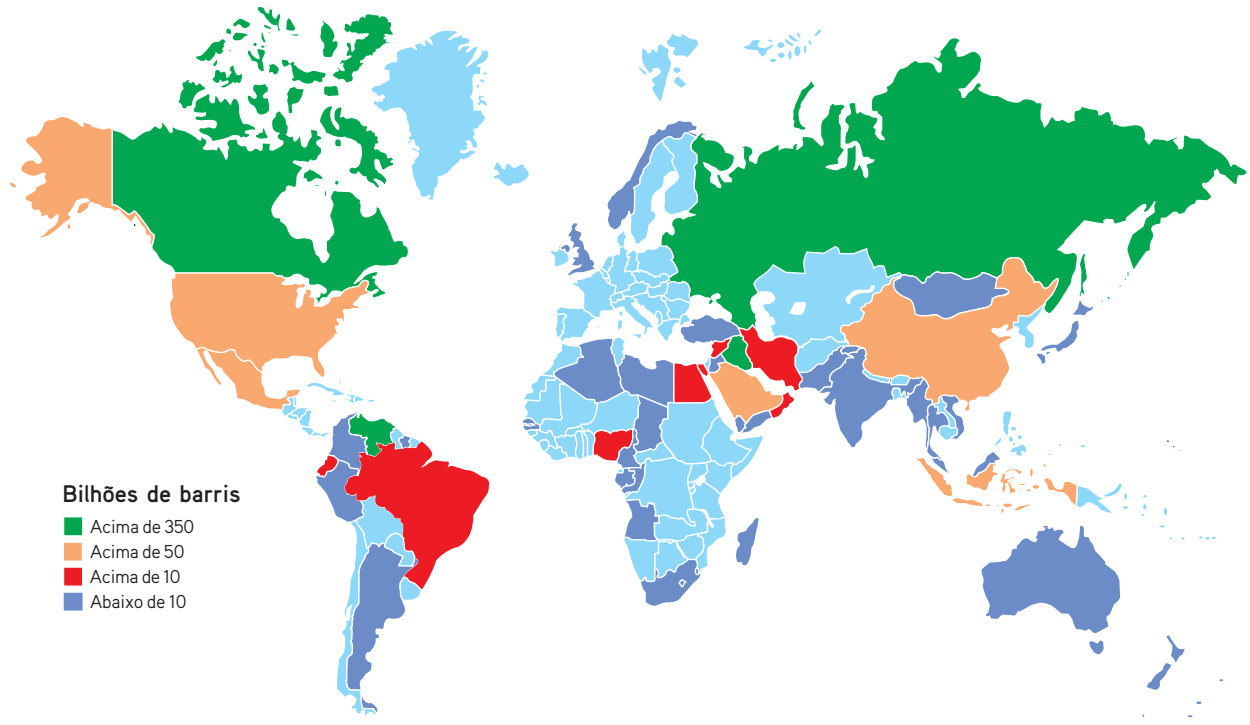 Bilhões de barris
Acima de 350
Acima de 50
Acima de 10
Abaixo de 10